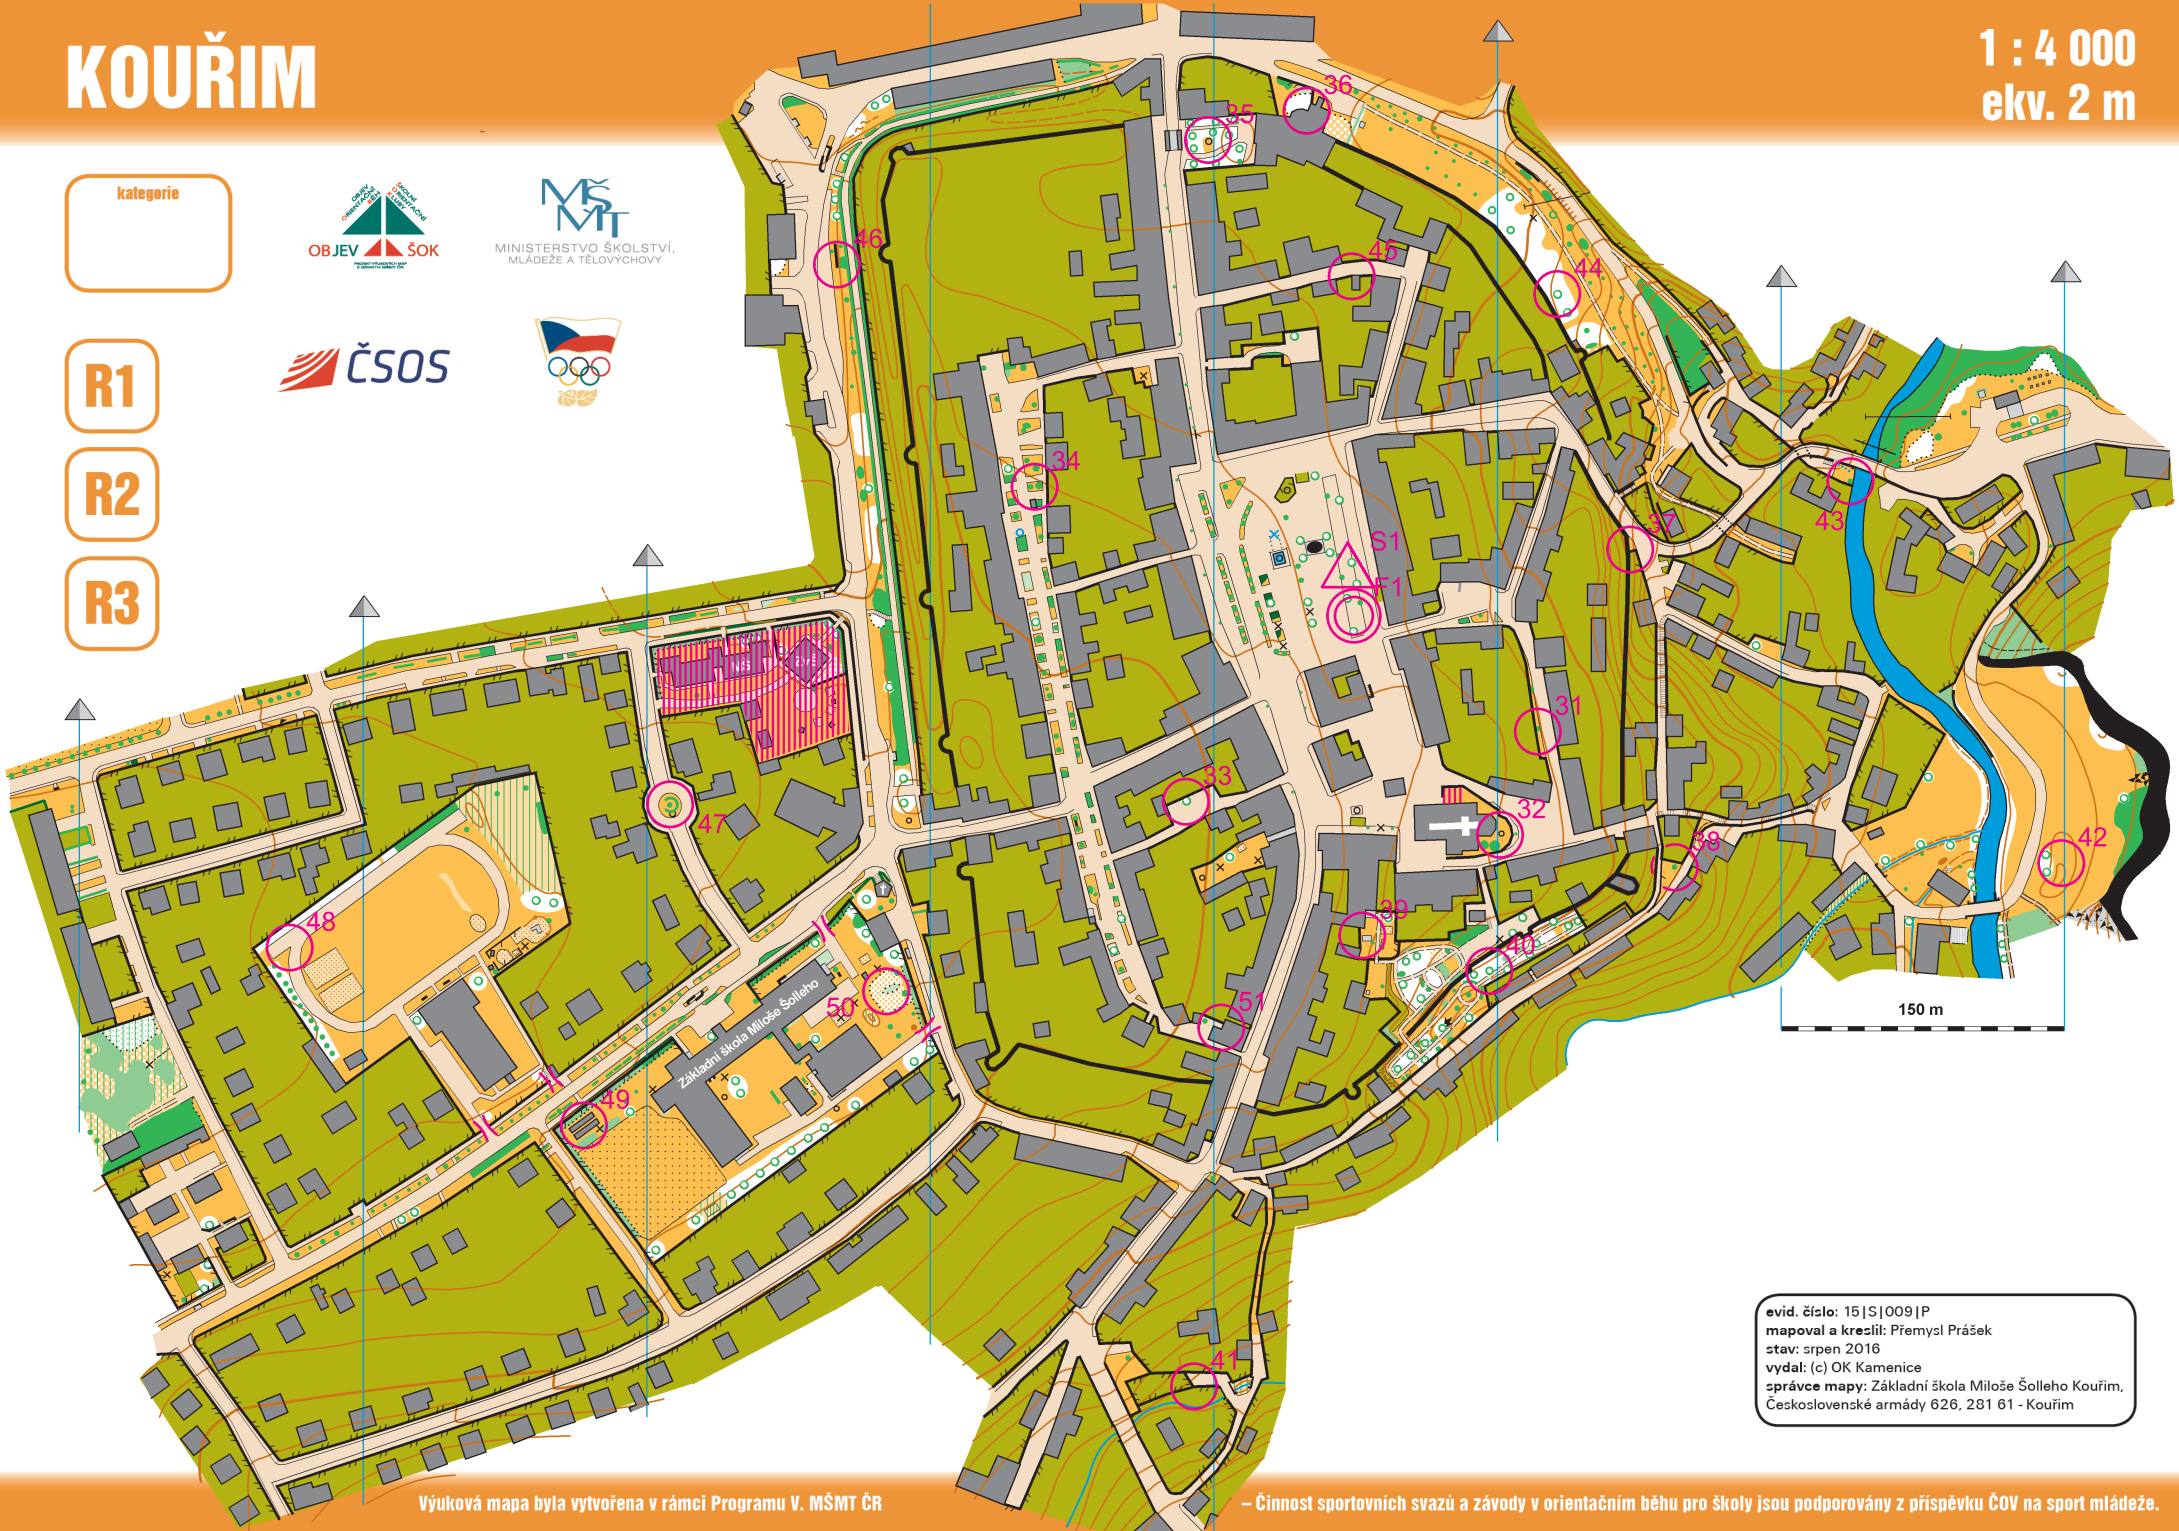 KOUŘIM
1 : 4 000
ekv. 2 m
kategorie
OBJEV ŠOK
MŠMT
MINISTERSTVO ŠKOLSTVÍ,
MLÁDEŽE A TĚLOVÝCHOVY
ČSOS
R1
R2
R3
36
35
46
45
44
34
43
37
S1
F1
MŠ
ZVŠ
31
33
47
32
38
42
48
39
40
50
51
Základní škola Miloše Šolleho
49
41
150 m
evid. číslo: 15|S|009|P
mapoval a kreslil: Přemysl Prášek
stav: srpen 2016
vydal: (c) OK Kamenice
správce mapy: Základní škola Miloše Šolleho Kouřim,
Československé armády 626, 281 61 - Kouřim
Výuková mapa byla vytvořena v rámci Programu V. MŠMT ČR
– Činnost sportovních svazů a závody v orientačním běhu pro školy jsou podporovány z příspěvku ČOV na sport mládeže.